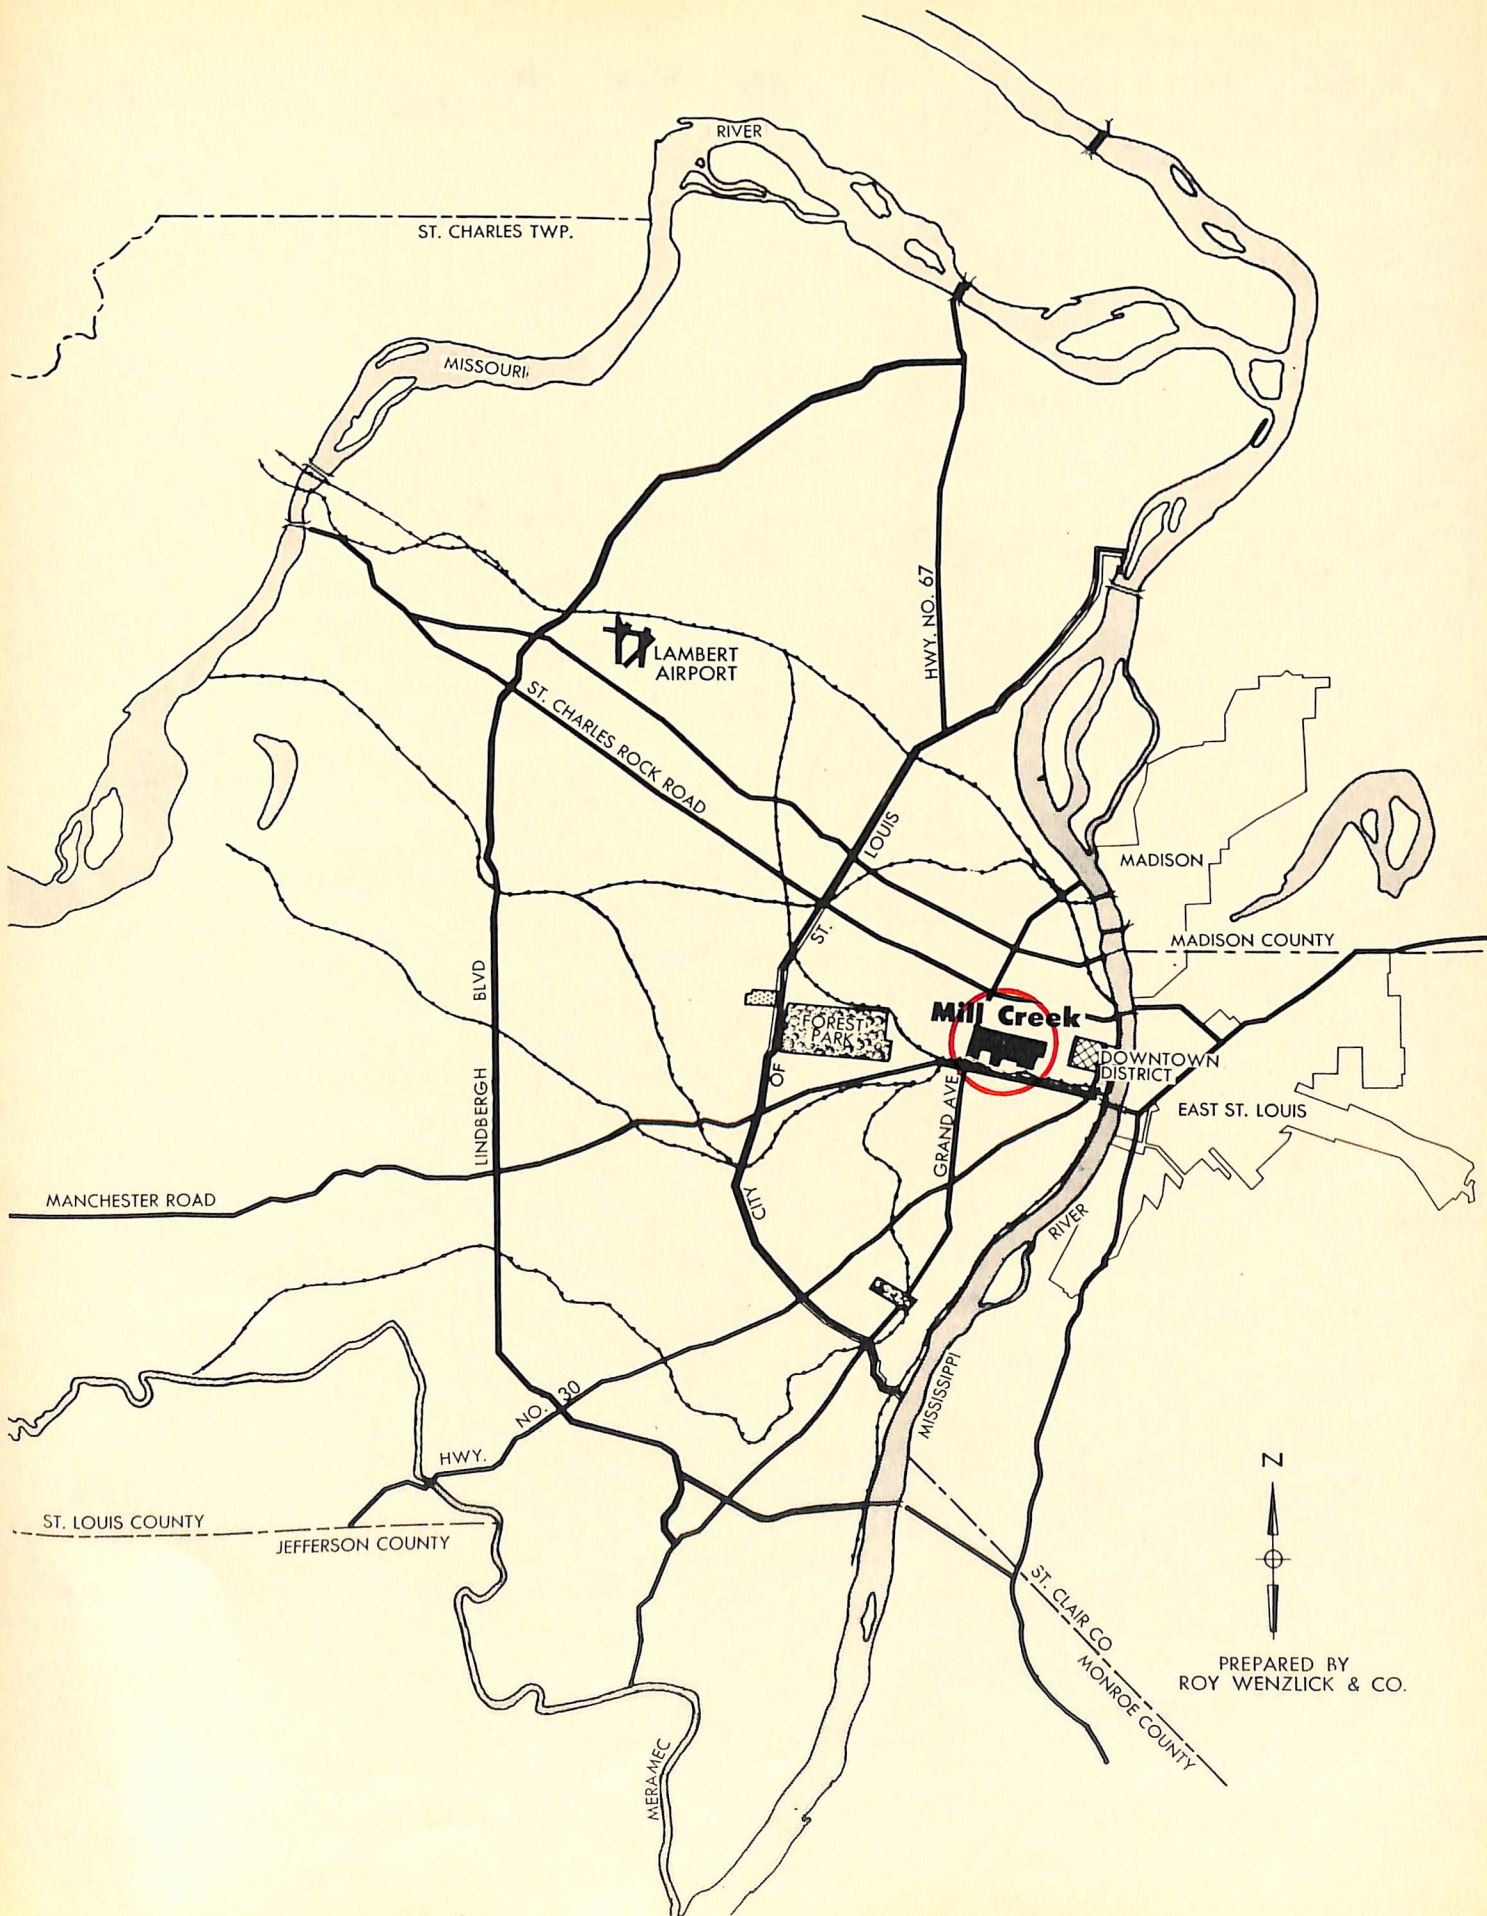 RIVER
ST. CHARLES TWP.
MISSOURI
HWY. NO. 67
LAMBERT
AIRPORT
ST. CHARLES ROCK ROAD
LOUIS
MADISON
ST.
MADISON COUNTY
BLVD
Mill Creek
FOREST
PARK
DOWNTOWN
DISTRICT
OF
LINDBERGH
GRAND AVE.
EAST ST. LOUIS
MANCHESTER ROAD
CITY
RIVER
MISSISSIPPI
NO. 30
HWY.
N
ST. LOUIS COUNTY
JEFFERSON COUNTY
ST. CLAIR CO
MONROE COUNTY
PREPARED BY
ROY WENZLICK & CO.
MERAMEC